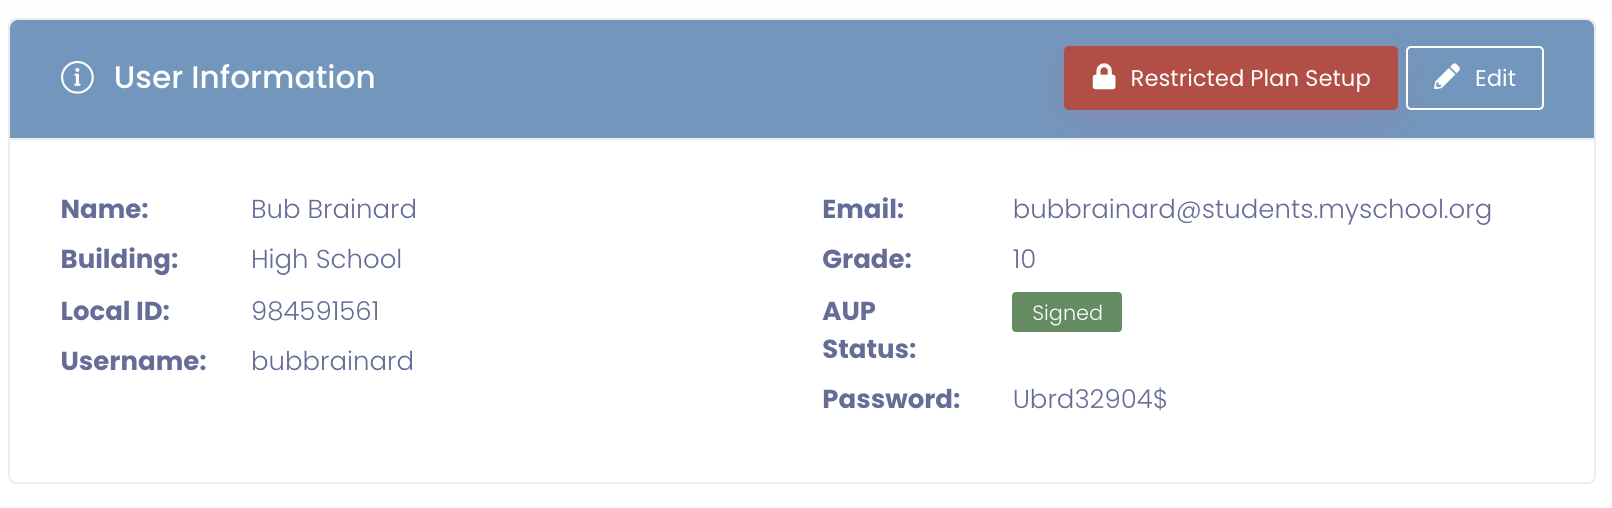 User Information
Restricted Plan Setup
Edit
Name: Bub Brainard
Building: High School
Local ID: 984591561
Username: bubbrainard
Email: bubbrainard@students.myschool.org
Grade: 10
AUP Signed
Status:
Password: Ubrd32904$